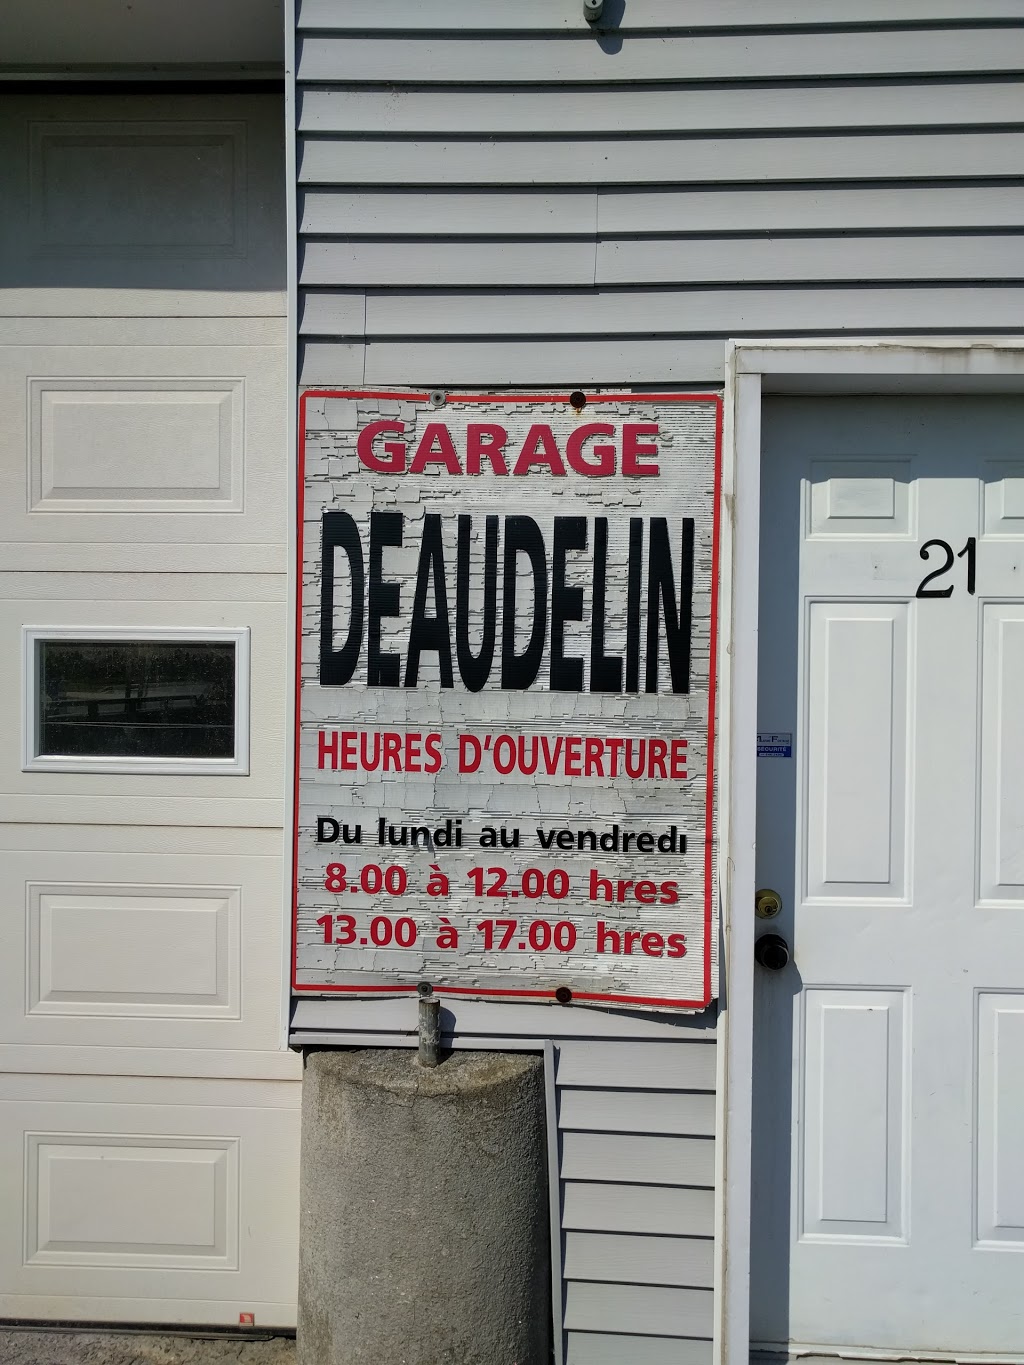 GARAGE
DEAUDELIN
HEURES D'OUVERTURE
Du lundi au vendredi
8.00 à 12.00 hres
13.00 à 17.00 hres
21
SÉCURITÉ